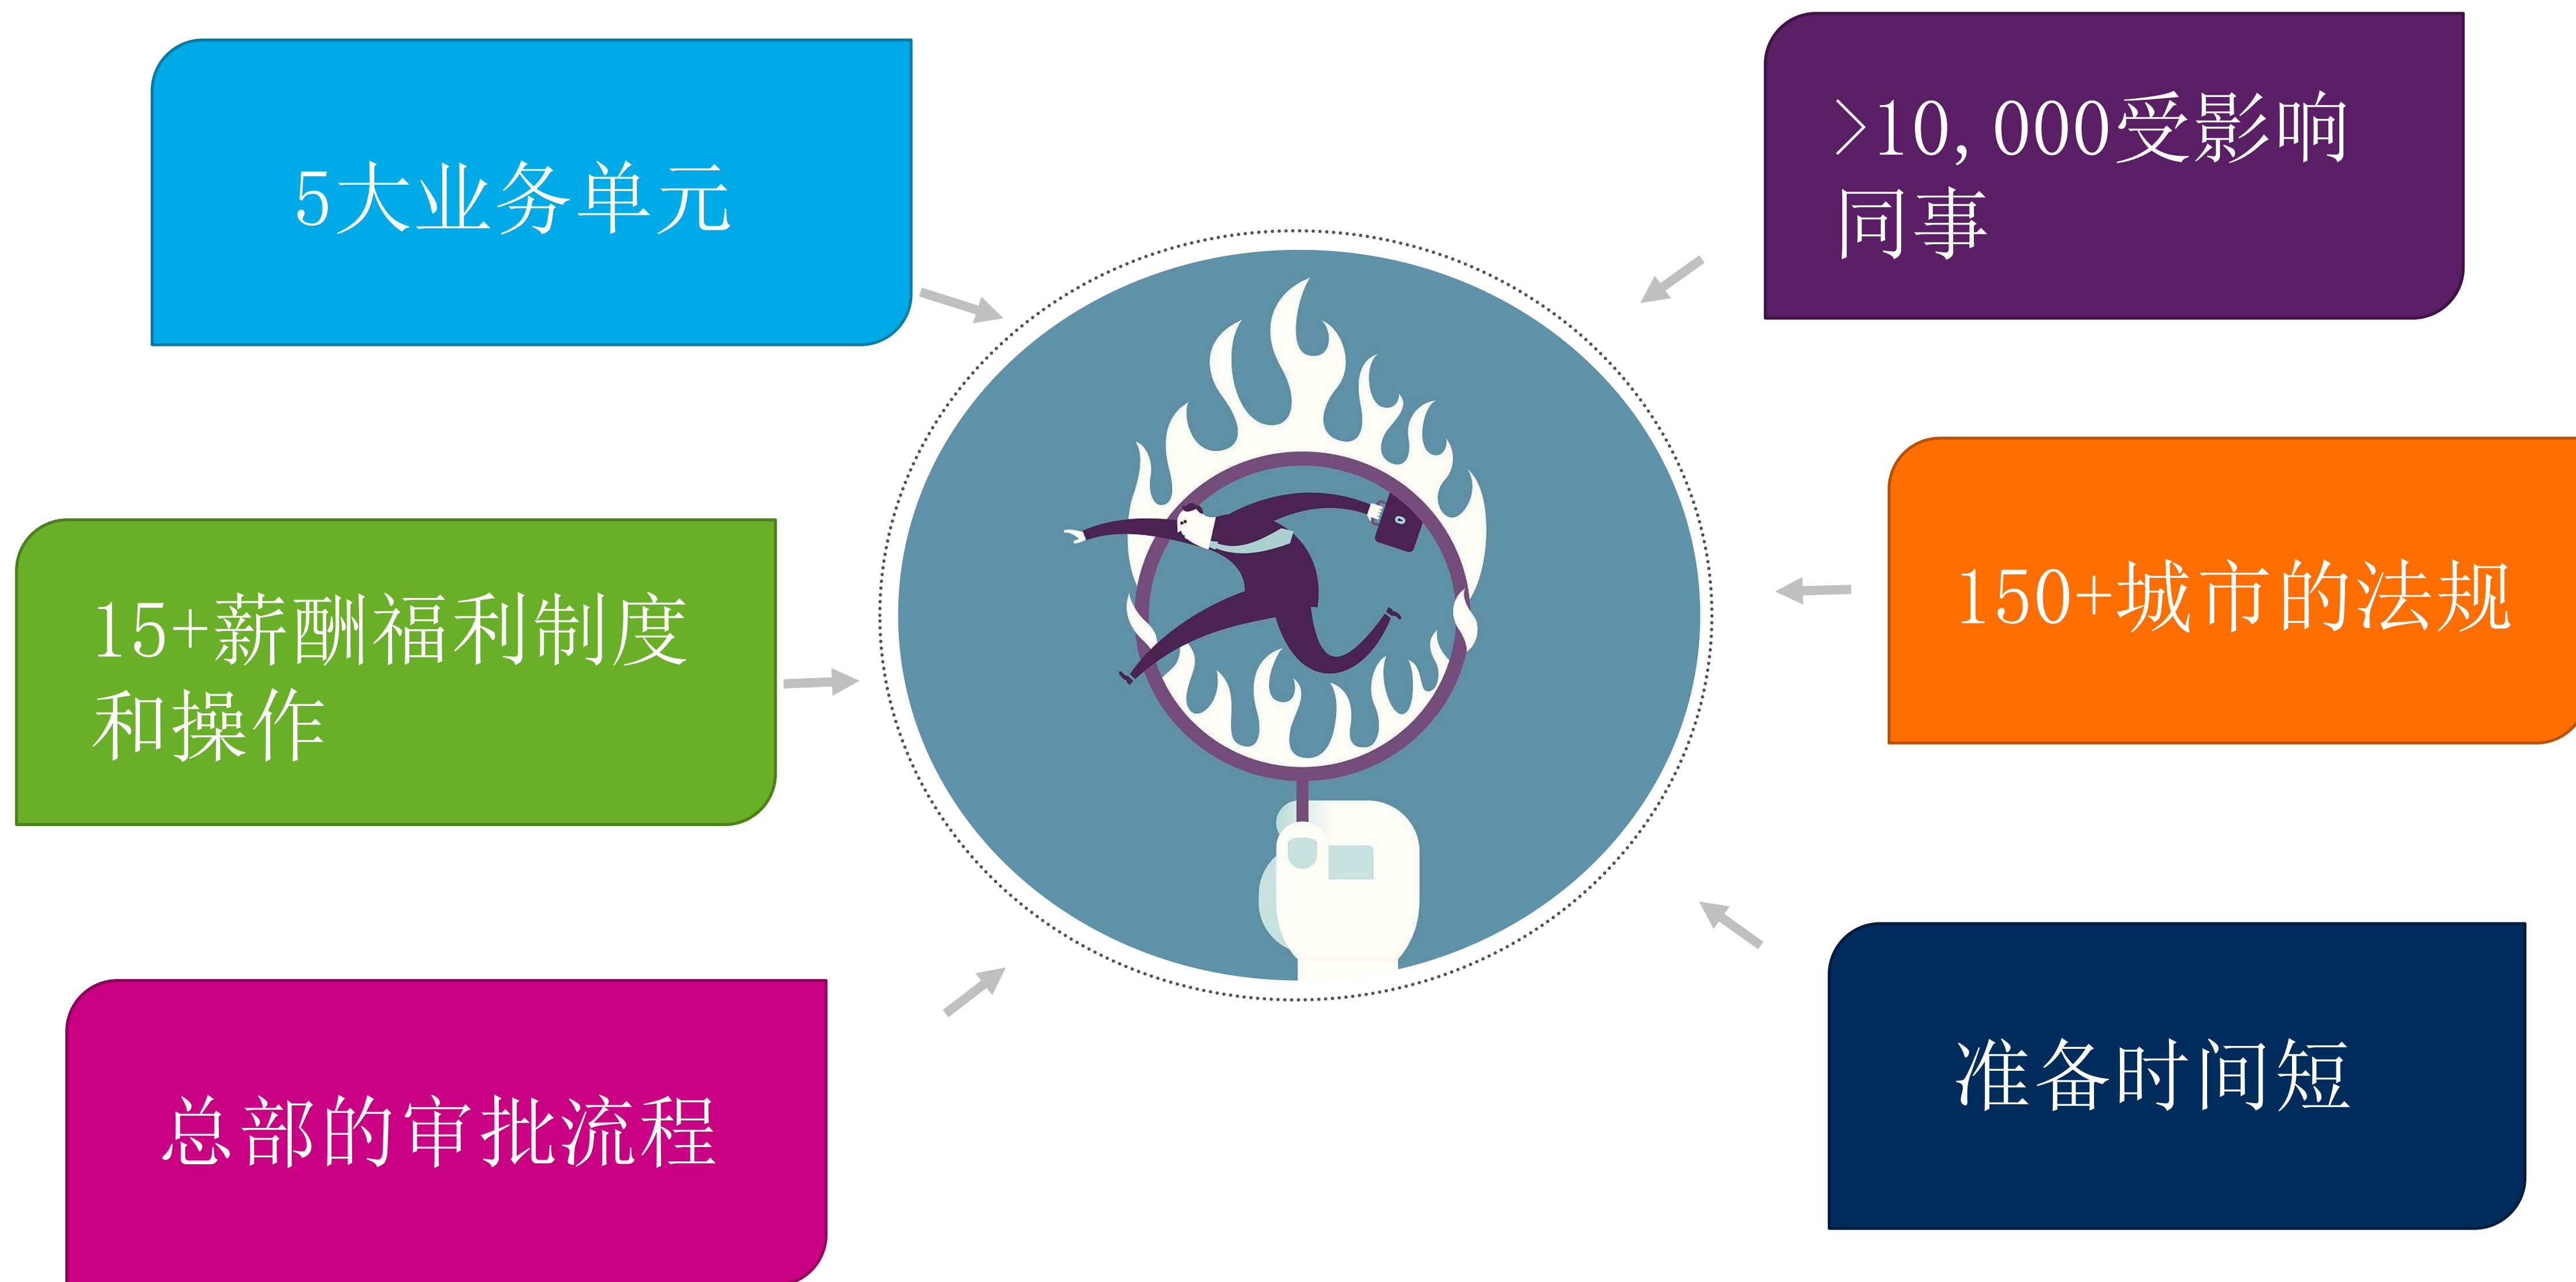 5大业务单元
15+薪酬福利制度
和操作
总部的审批流程
>10,000受影响
同事
150+城市的法规
准备时间短